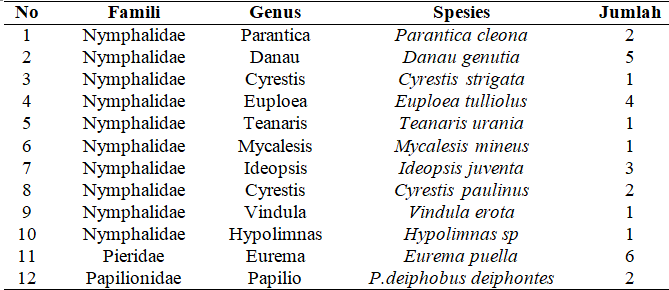 No Famili Genus Spesies Jumlah
1 Nymphalidae Parantica Parantica cleona 2
2 Nymphalidae Danau Danau genutia 5
3 Nymphalidae Cyrestis Cyrestis strigata 1
4 Nymphalidae Euploea Euptoea tulliolus 4
5 Nymphalidae Teanaris Teanaris urania 1
6 Nymphalidae Mycalesis Mycalesis mineus 1
7 Nymphalidae Ideopsis Ideopsis juventa 3
8 Nymphalidae Cyrestis Cyrestis paulinus 2
9 Nymphalidae Vindula Vindula erota 1
10 Nymphalidae Hypolimnas Hypolimnas sp 1
11 Pieridae Eurema Eurema puella 6
12 Papilionidae Papilio P.deiphobus deiphontes 2